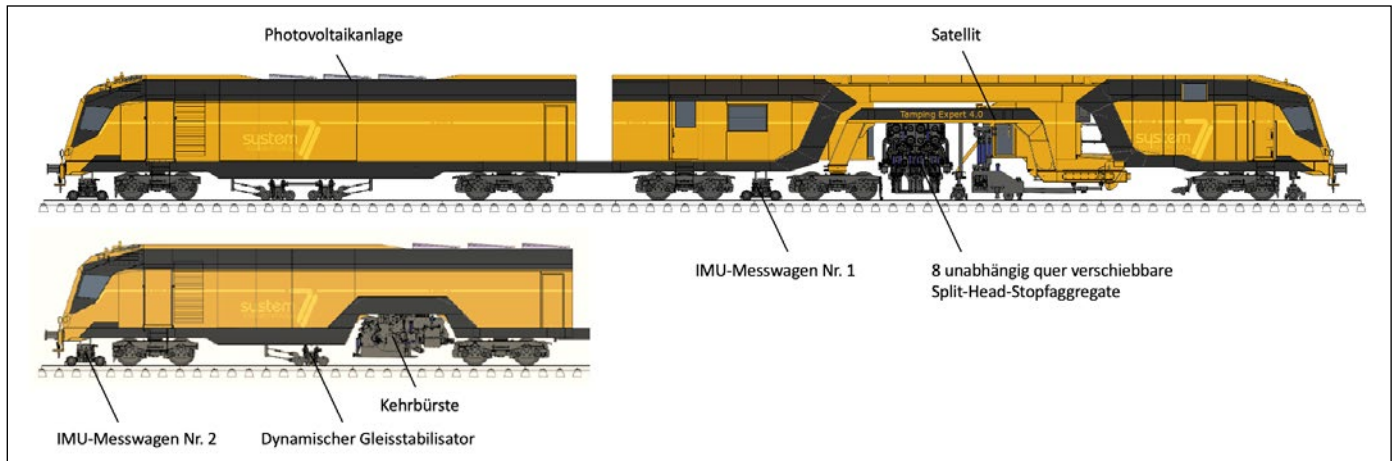 Photovoltaikanlage
Satellit
Tamping Expert 4.0
system 7
system 7
IMU-Messwagen Nr. 1
8 unabhängig quer verschiebbare
Split-Head-Stopfaggregate
system 7
Kehrbürste
IMU-Messwagen Nr. 2
Dynamischer Gleisstabilisator